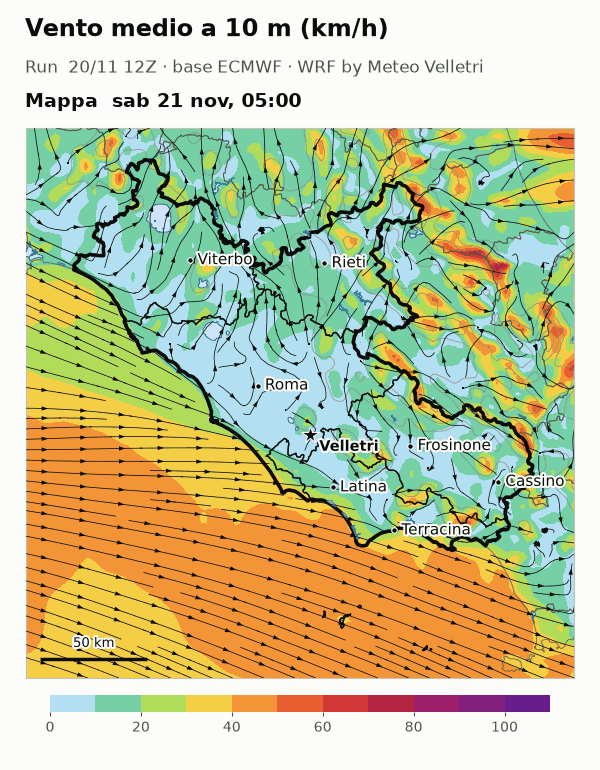 Vento medio a 10 m (km/h)
Run  20/11 12Z · base ECMWF · WRF by Meteo Velletri
Mappa  sab 21 nov, 05:00
Viterbo
Rieti
Roma
Velletri
Frosinone
Latina
Cassino
Terracina
50 km
0 20 40 60 80 100